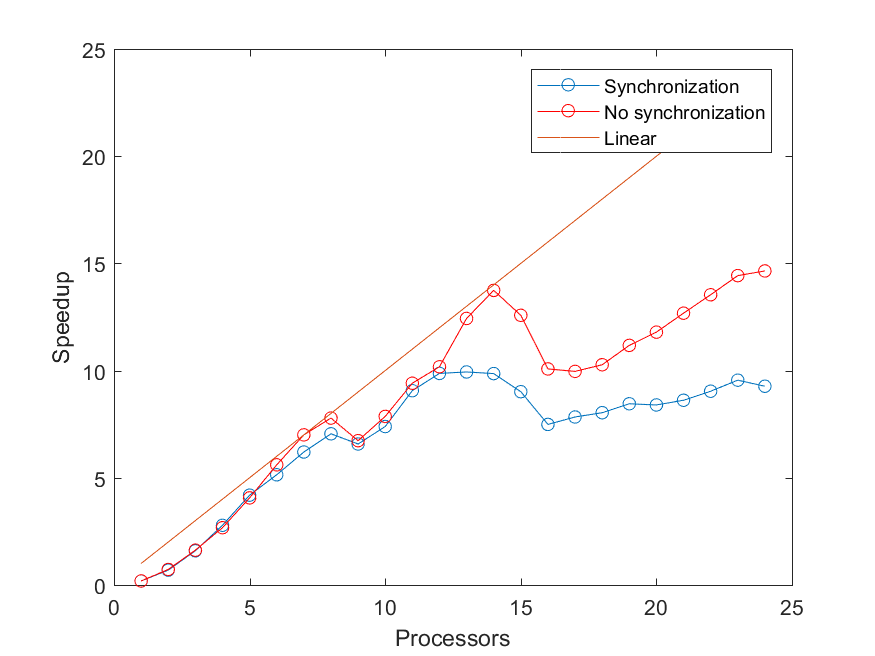 25
20
15
10
5
0
Speedup
Synchronization
No synchronization
Linear
0 5 10 15 20 25
Processors